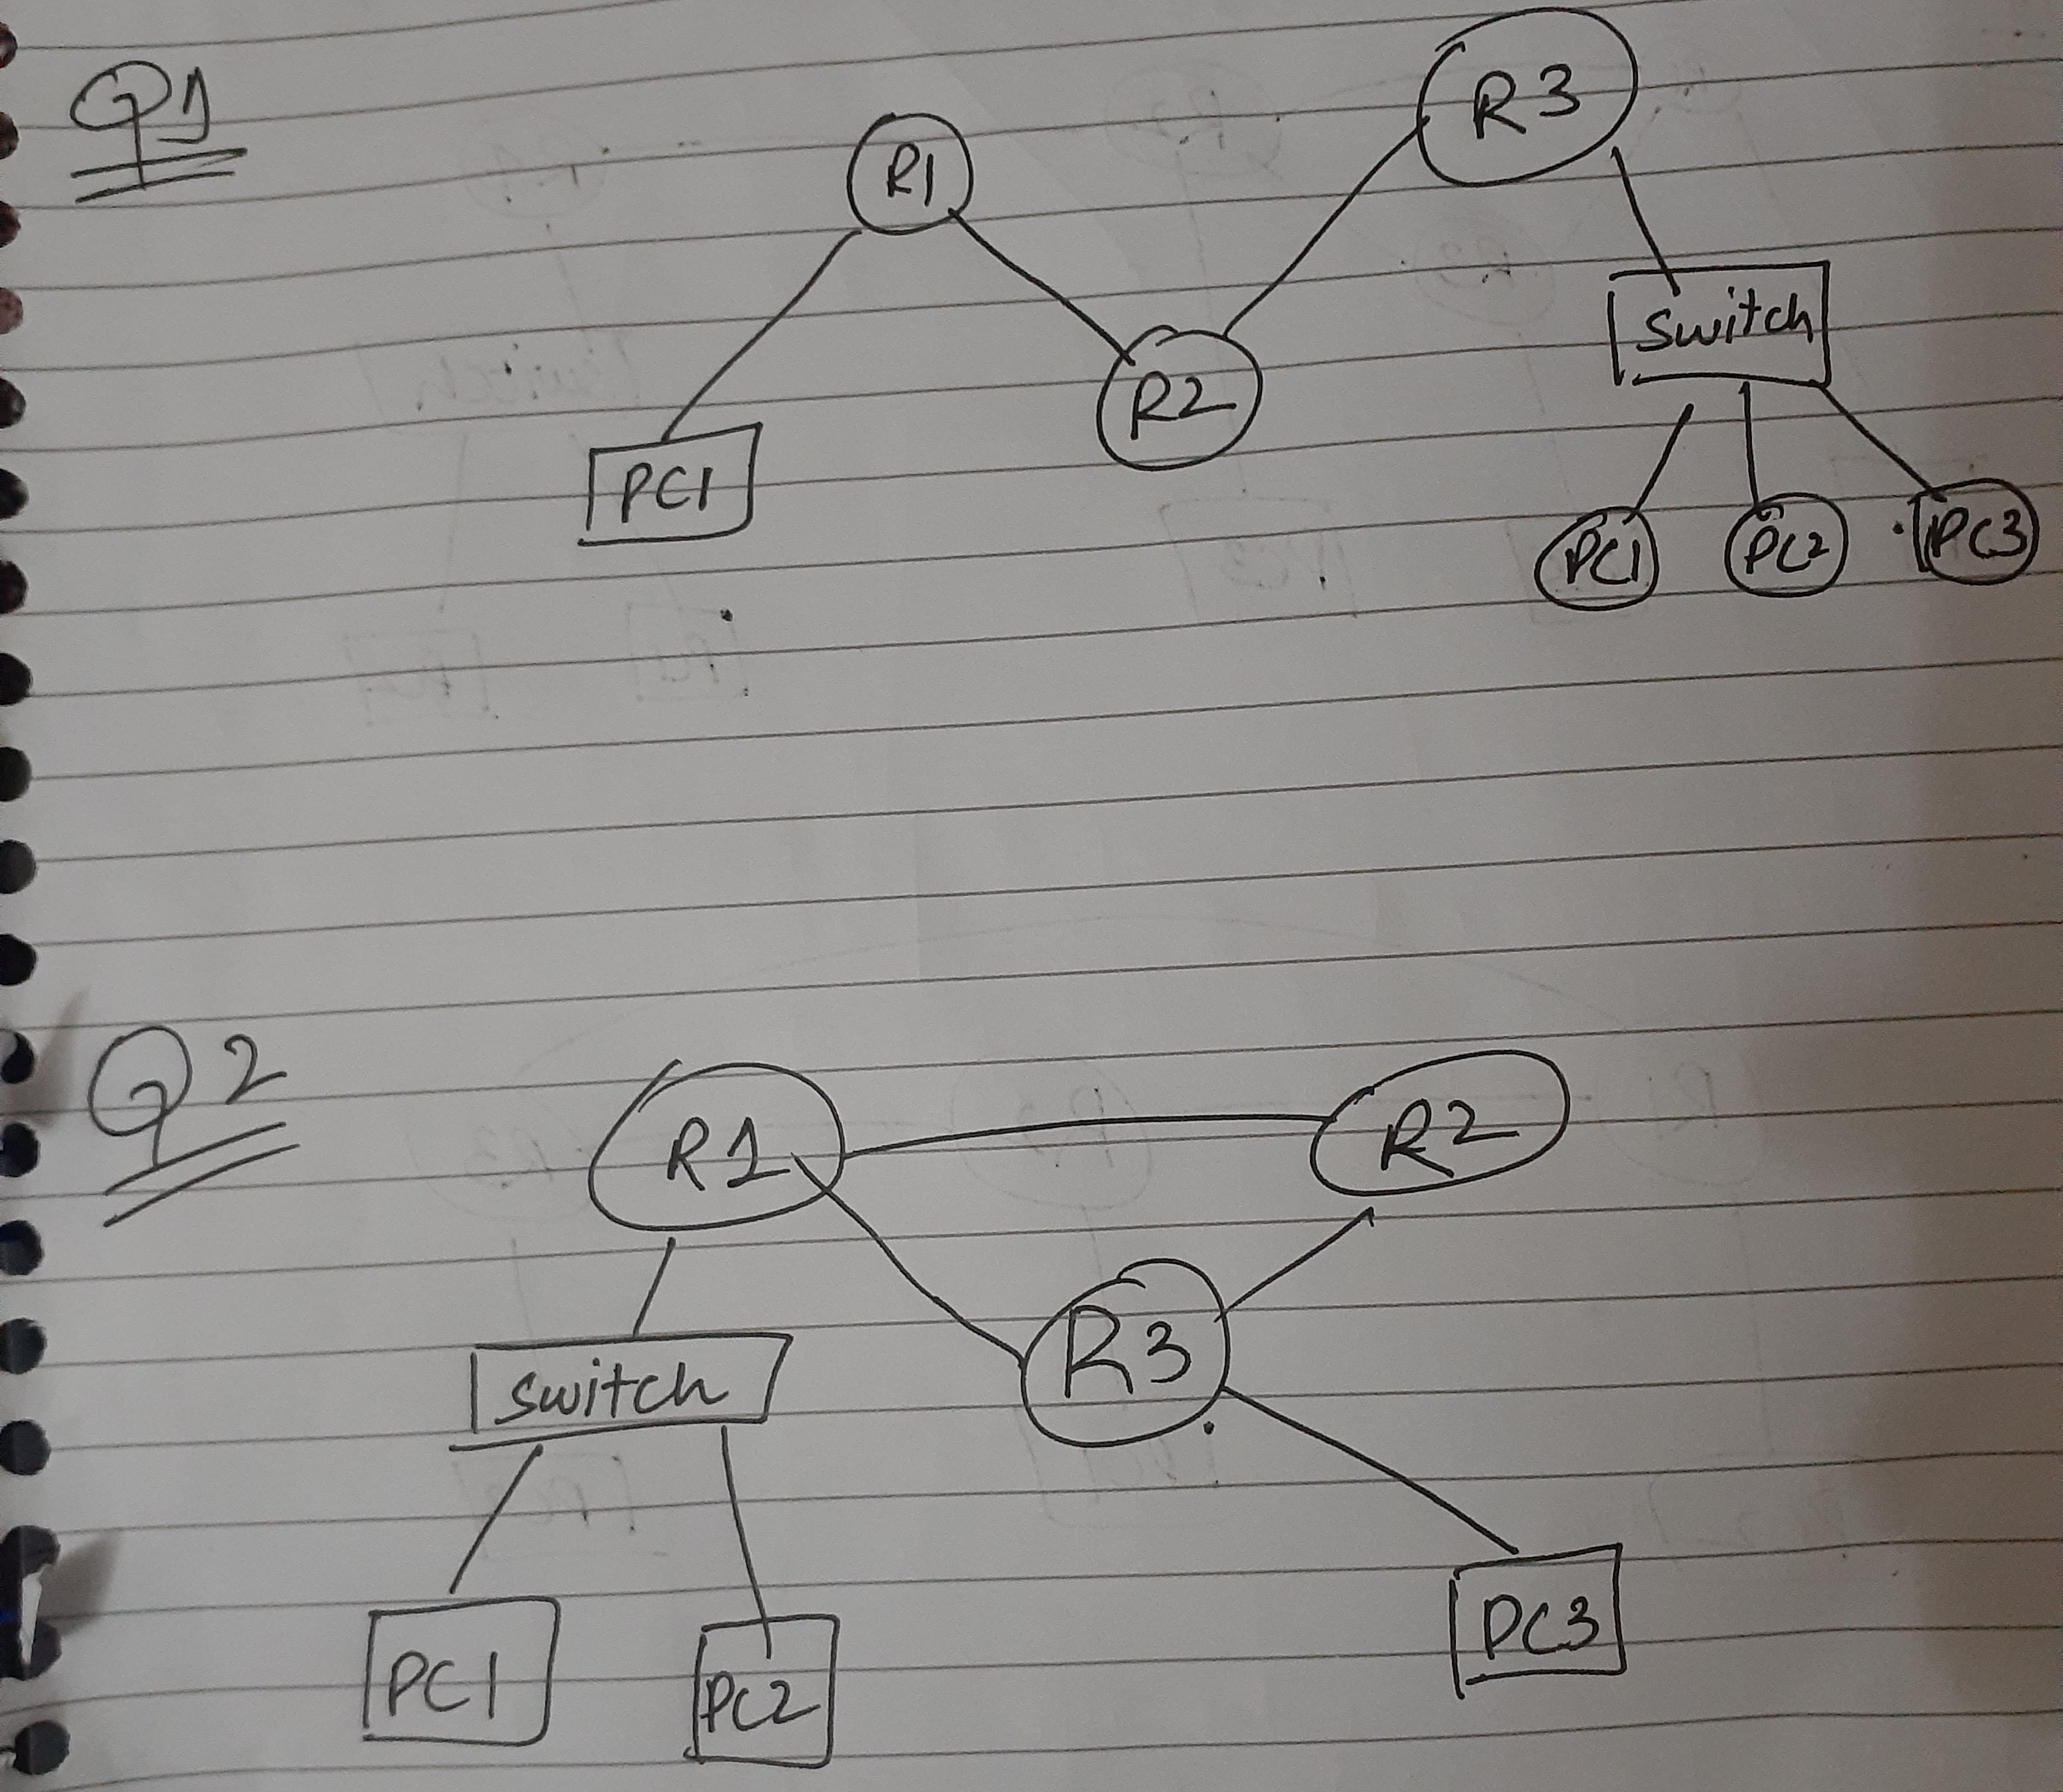 Q1
R1
R3
R2
Switch
PC1
PC1 PC2 PC3
Q2
R1
R2
R3
switch
PC1
PC2
PC3